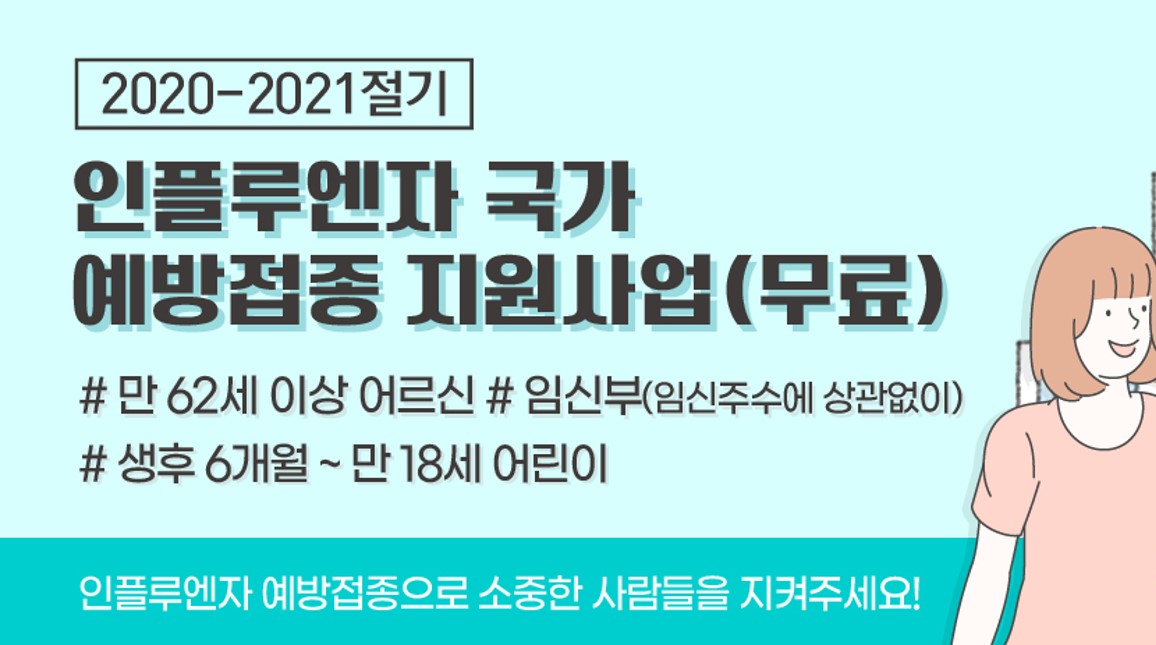 2020-2021절기
인플루엔자 국가
예방접종 지원사업(무료)
# 만 62세 이상 어르신 # 임신부(임신주수에 상관없이)
# 생후 6개월 ~ 만 18세 어린이
인플루엔자 예방접종으로 소중한 사람들을 지켜주세요!